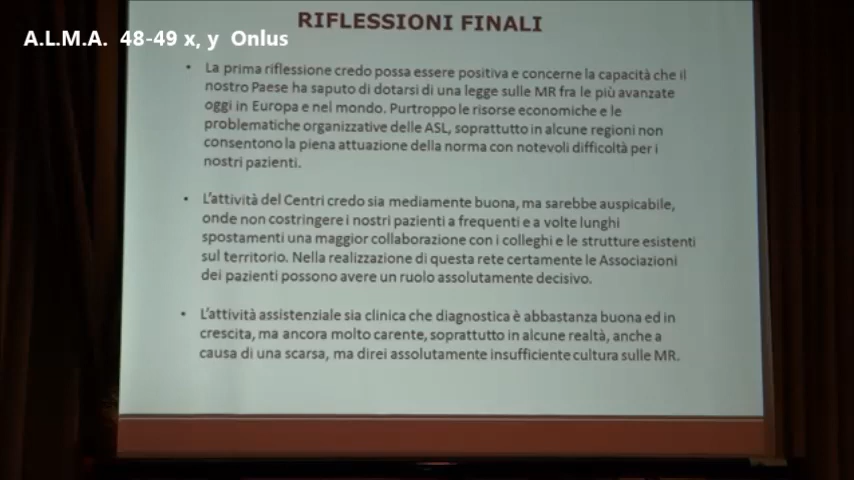 RIFLESSIONI FINALI
A.L.M.A. 48-49 x, y Onlus
• La prima riflessione credo possa essere positiva e concerne la capacità che il
nostro Paese ha saputo di dotarsi di una legge sulle MR fra le più avanzate
oggi in Europa e nel mondo. Purtroppo le risorse economiche e le
problematiche organizzative delle ASL, soprattutto in alcune regioni non
consentono la piena attuazione della norma con notevoli difficoltà per i
nostri pazienti.
• L'attività del Centri credo sia mediamente buona, ma sarebbe auspicabile,
onde non costringere i nostri pazienti a frequenti e a volte lunghi
spostamenti una maggior collaborazione con i colleghi e le strutture esistenti
sul territorio. Nella realizzazione di questa rete certamente le Associazioni
dei pazienti possono avere un ruolo assolutamente decisivo.
• L'attività assistenziale sia clinica che diagnostica è abbastanza buona ed in
crescita, ma ancora molto carente, soprattutto in alcune realtà, anche a
causa di una scarsa, ma direi assolutamente insufficiente cultura sulle MR.